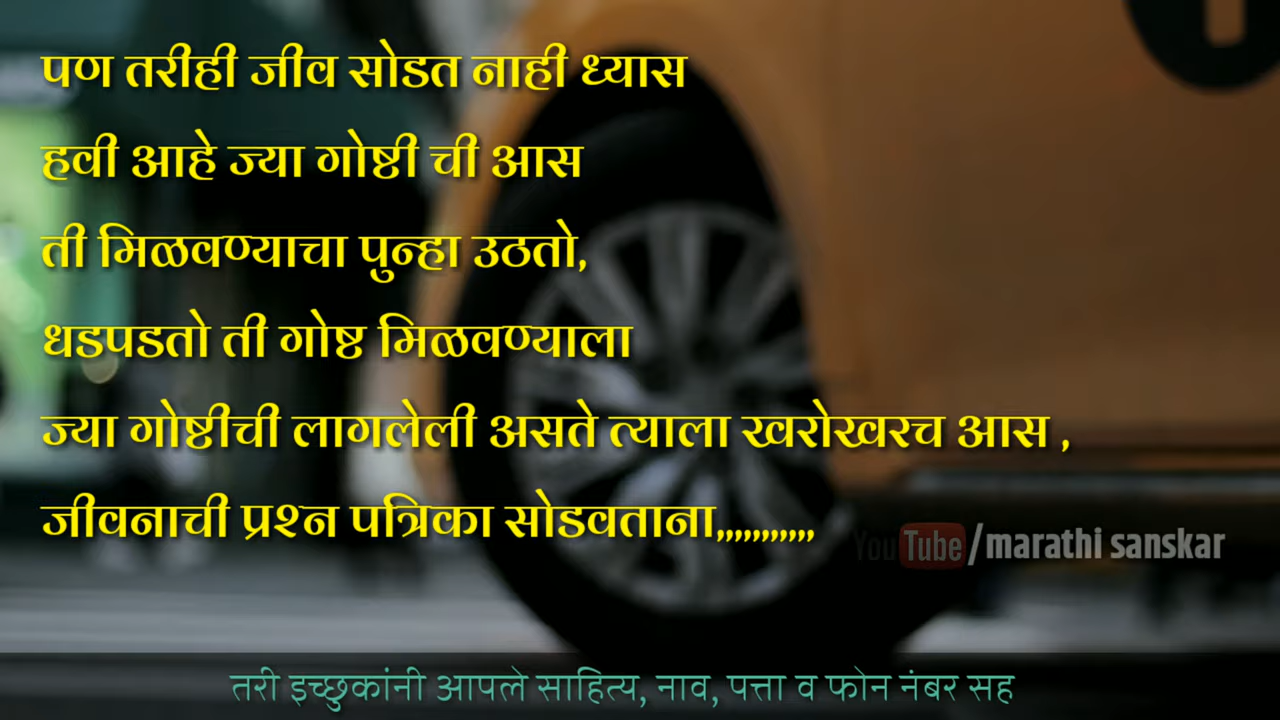 पण तरीही जीव सोडत नाही ध्यास
हवी आहे ज्या गोष्टी ची आस
ती मिळवण्याचा पुन्हा उठतो,
धडपडतो ती गोष्ट मिळवण्याला
ज्या गोष्टीची लागलेली असते त्याला खरोखरच आस ,
जीवनाची प्रश्न पत्रिका सोडवताना,,,,,,,,,,,
YouTube/marathi sanskar
तरी इच्छुकांनी आपले साहित्य, नाव, पत्ता व फोन नंबर सह